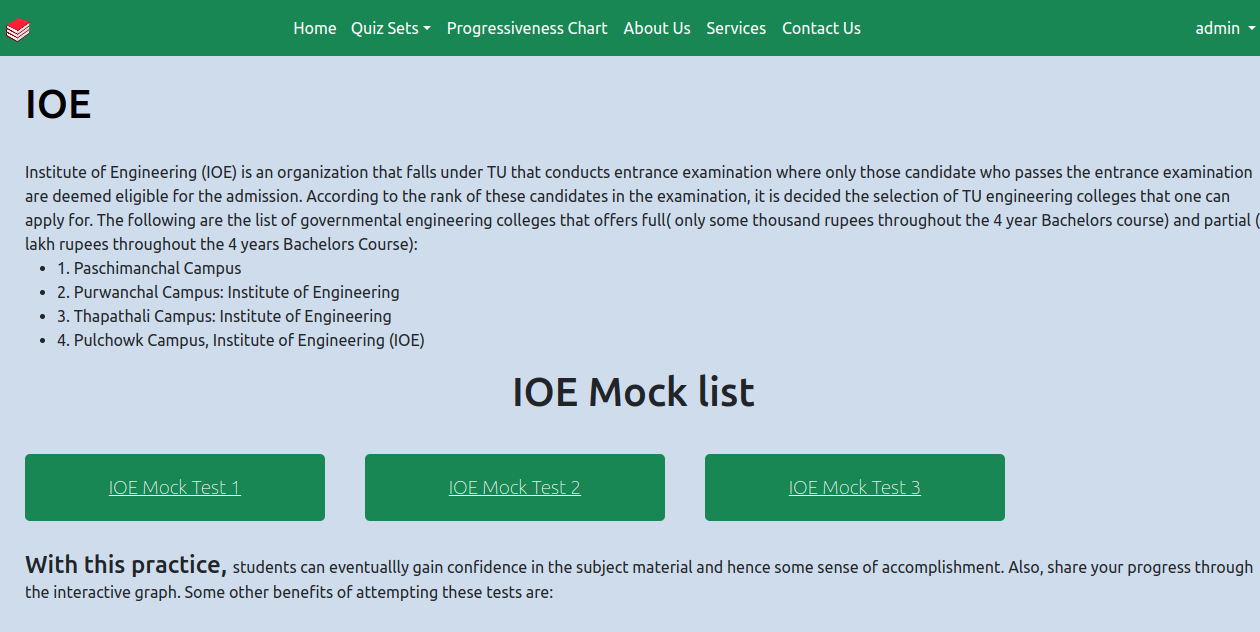 Home Quiz Sets Progressiveness Chart About Us Services Contact Us admin
IOE
Institute of Engineering (IOE) is an organization that falls under TU that conducts entrance examination where only those candidate who passes the entrance examination
are deemed eligible for the admission. According to the rank of these candidates in the examination, it is decided the selection of TU engineering colleges that one can
apply for. The following are the list of governmental engineering colleges that offers full( only some thousand rupees throughout the 4 year Bachelors course) and partial (
lakh rupees throughout the 4 years Bachelors Course):
• 1. Paschimanchal Campus
• 2. Purwanchal Campus: Institute of Engineering
• 3. Thapathali Campus: Institute of Engineering
• 4. Pulchowk Campus, Institute of Engineering (IOE)
IOE Mock list
IOE Mock Test 1 IOE Mock Test 2 IOE Mock Test 3
With this practice, students can eventuallly gain confidence in the subject material and hence some sense of accomplishment. Also, share your progress through
the interactive graph. Some other benefits of attempting these tests are: